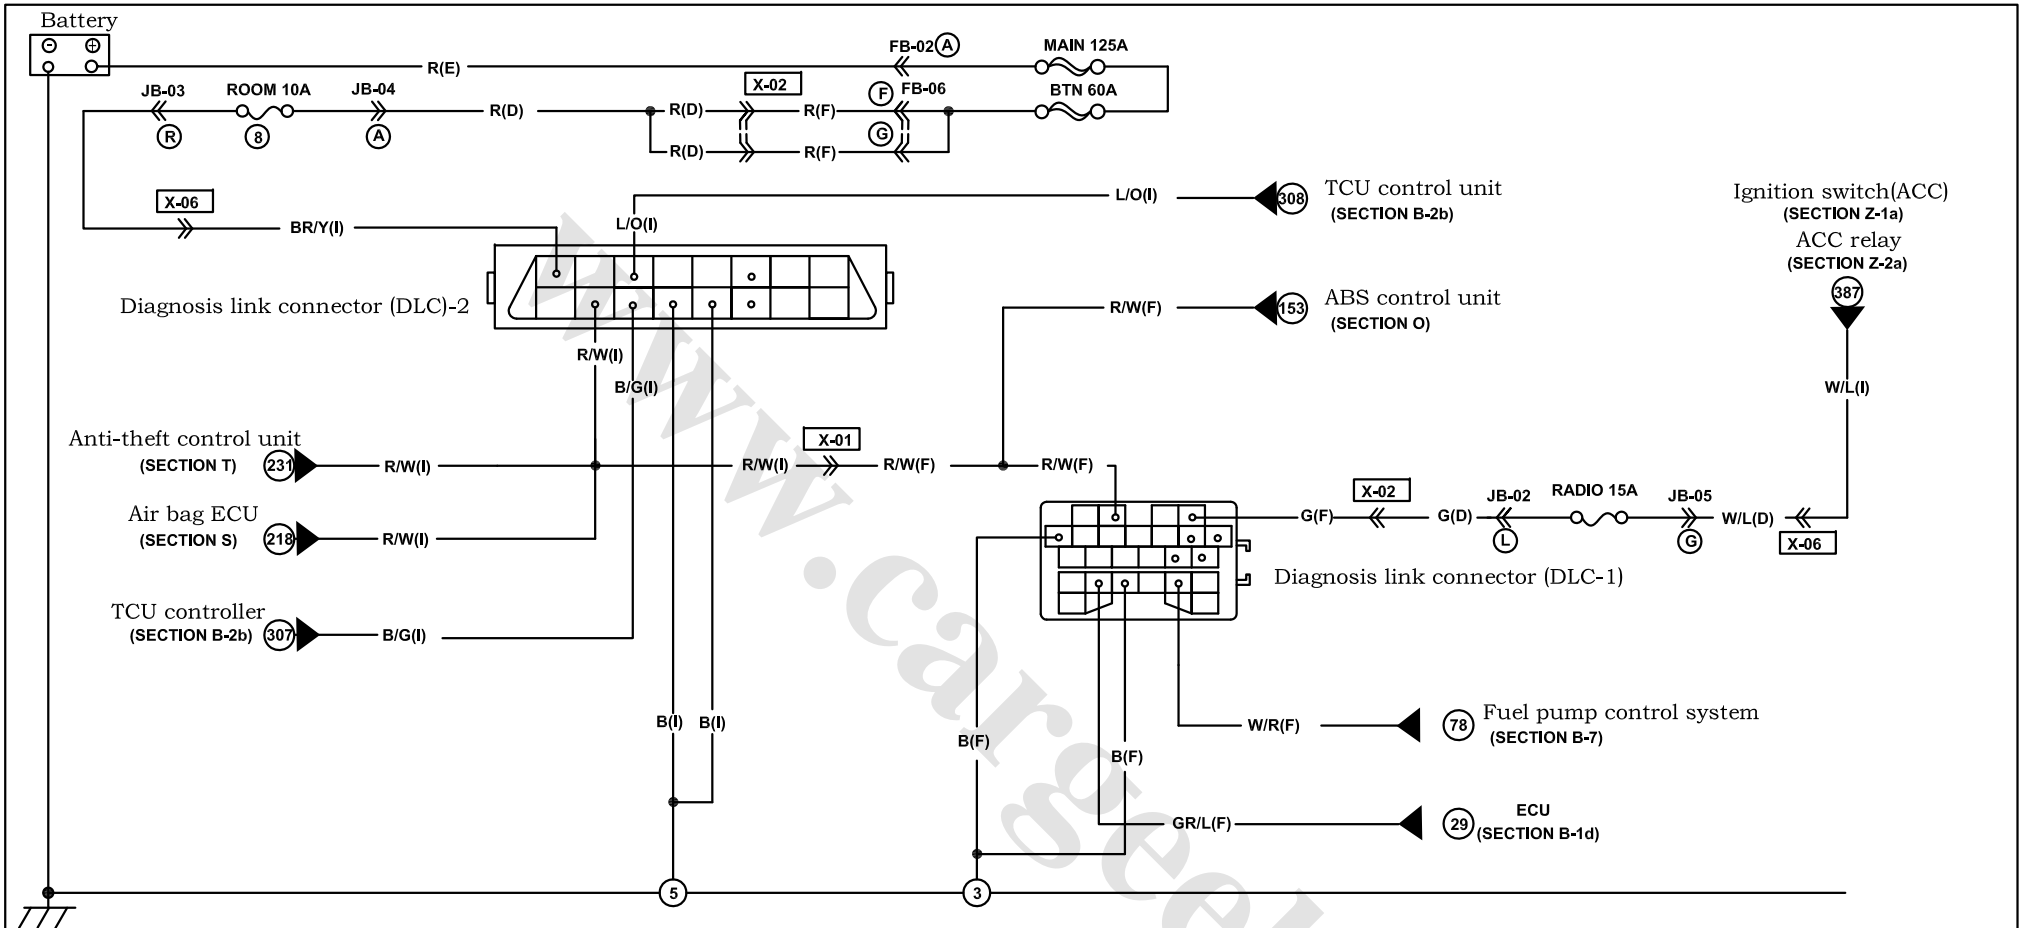 Battery
FB-02 A
MAIN 125A
R(E)
JB-03
ROOM 10A
JB-04
X-02
F FB-06
BTN 60A
R(D)
R(D)
R(F)
R
8
A
G
R(D)
R(F)
X-06
BR/Y(I)
L/O(I)
L/O(I)
308
TCU control unit
(SECTION B-2b)
Ignition switch(ACC)
(SECTION Z-1a)
ACC relay
(SECTION Z-2a)
387
Diagnosis link connector (DLC)-2
R/W(F)
153
ABS control unit
(SECTION O)
R/W(I)
B/G(I)
W/L(I)
Anti-theft control unit
(SECTION T)
231
R/W(I)
R/W(I)
X-01
R/W(F)
R/W(F)
Air bag ECU
(SECTION S)
218
R/W(I)
G(F)
X-02
G(D)
JB-02
L
RADIO 15A
JB-05
G
W/L(D)
X-06
Diagnosis link connector (DLC-1)
TCU controller
(SECTION B-2b)
307
B/G(I)
B(I)
B(I)
B(F)
B(F)
W/R(F)
78
Fuel pump control system
(SECTION B-7)
GR/L(F)
29
ECU
(SECTION B-1d)
5
3
www.cargeek